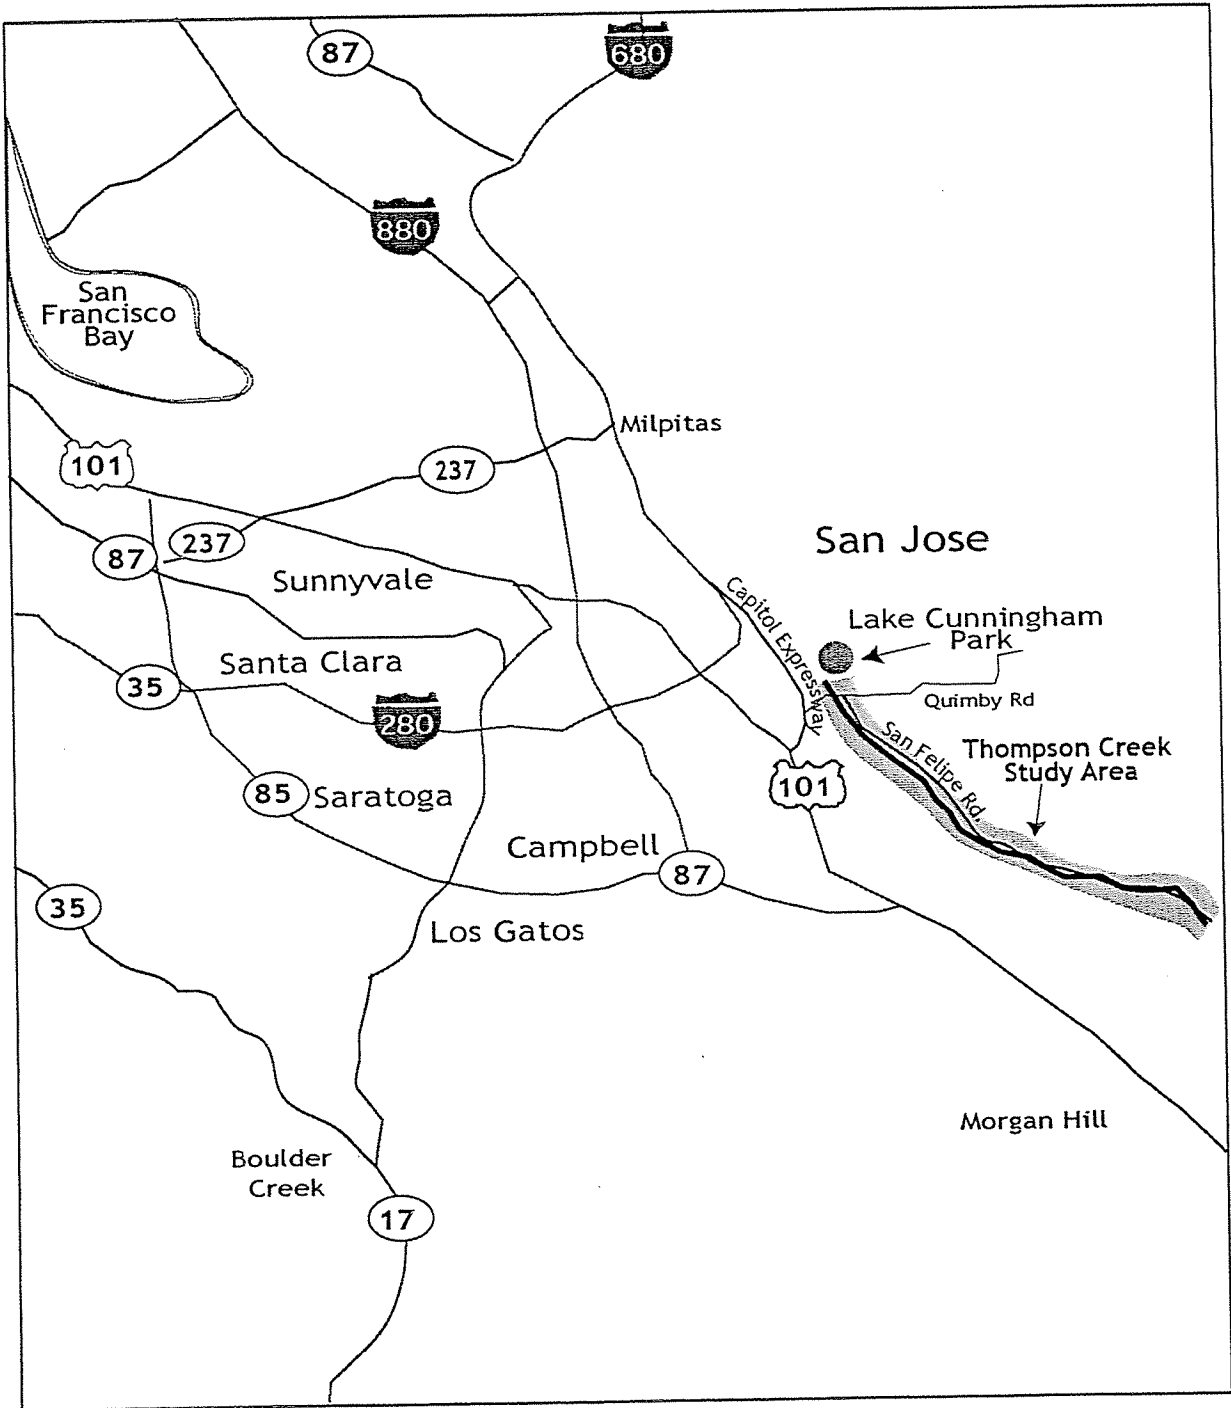 87
680
880
San
Francisco
Bay
Milpitas
101
237
237
87
Sunnyvale
San Jose
Capitol Expressway
Lake Cunningham
Park
Santa Clara
35
280
Quimby Rd
San Felipe Rd.
Thompson Creek
Study Area
101
85
Saratoga
Campbell
87
35
Los Gatos
Morgan Hill
Boulder
Creek
17